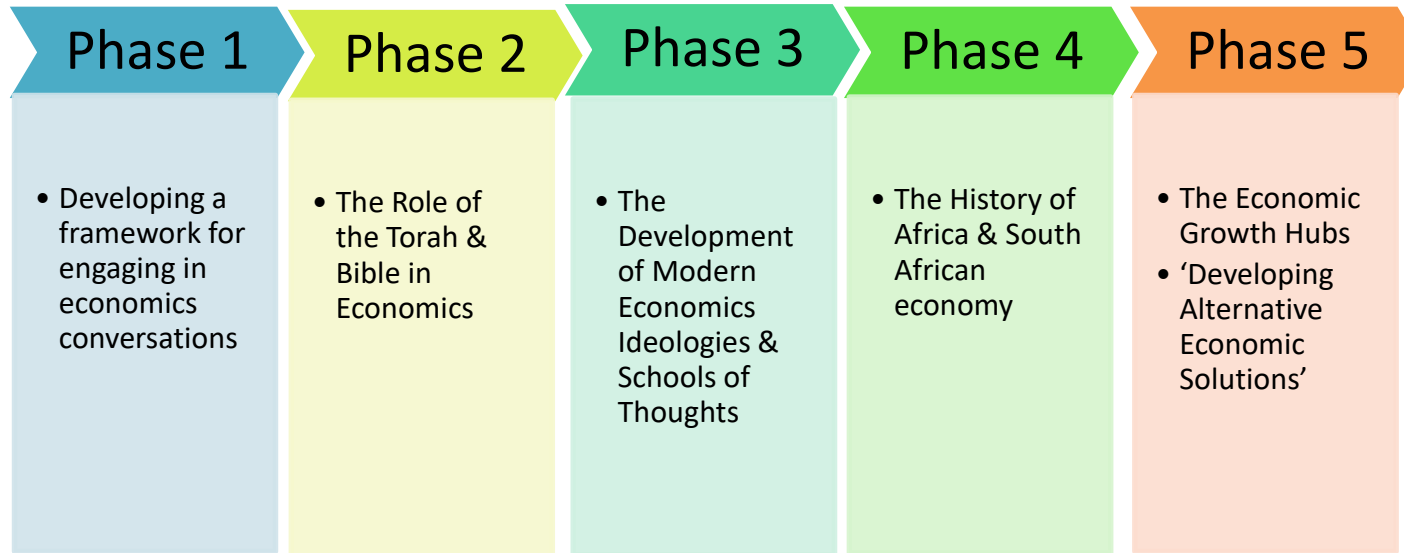 Phase 1
• Developing a
framework for
engaging in
economics
conversations
Phase 2
• The Role of
the Torah &
Bible in
Economics
Phase 3
• The
Development
of Modern
Economics
Ideologies &
Schools of
Thoughts
Phase 4
• The History of
Africa & South
African
economy
Phase 5
• The Economic
Growth Hubs
• ‘Developing
Alternative
Economic
Solutions’